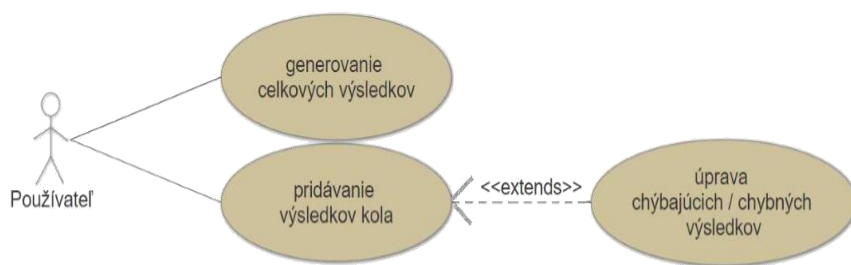 generovanie
celkových výsledkov
Používateľ
pridávanie
výsledkov kola
<<extends>>
úprava
chýbajúcich / chybných
výsledkov